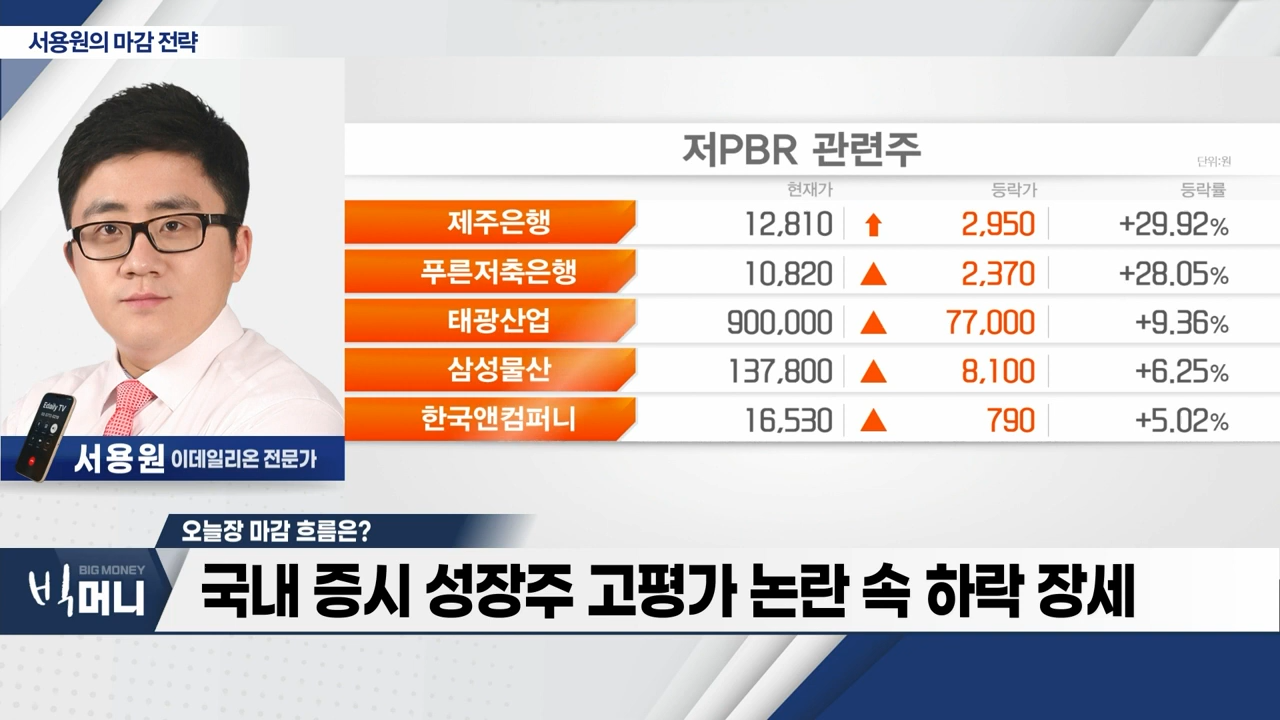 서용원의 마감 전략
저PBR 관련주
단위:원
현재가 등락가 등락률
제주은행 12,810 2,950 +29.92%
푸른저축은행 10,820 ▲ 2,370 +28.05%
태광산업 900,000 ▲ 77,000 +9.36%
삼성물산 137,800 ▲ 8,100 +6.25%
한국앤컴퍼니 16,530 ▲ 790 +5.02%
Edaily TV
서용원 이데일리온 전문가
오늘장 마감 흐름은?
BIG MONEY
빅머니
국내 증시 성장주 고평가 논란 속 하락 장세